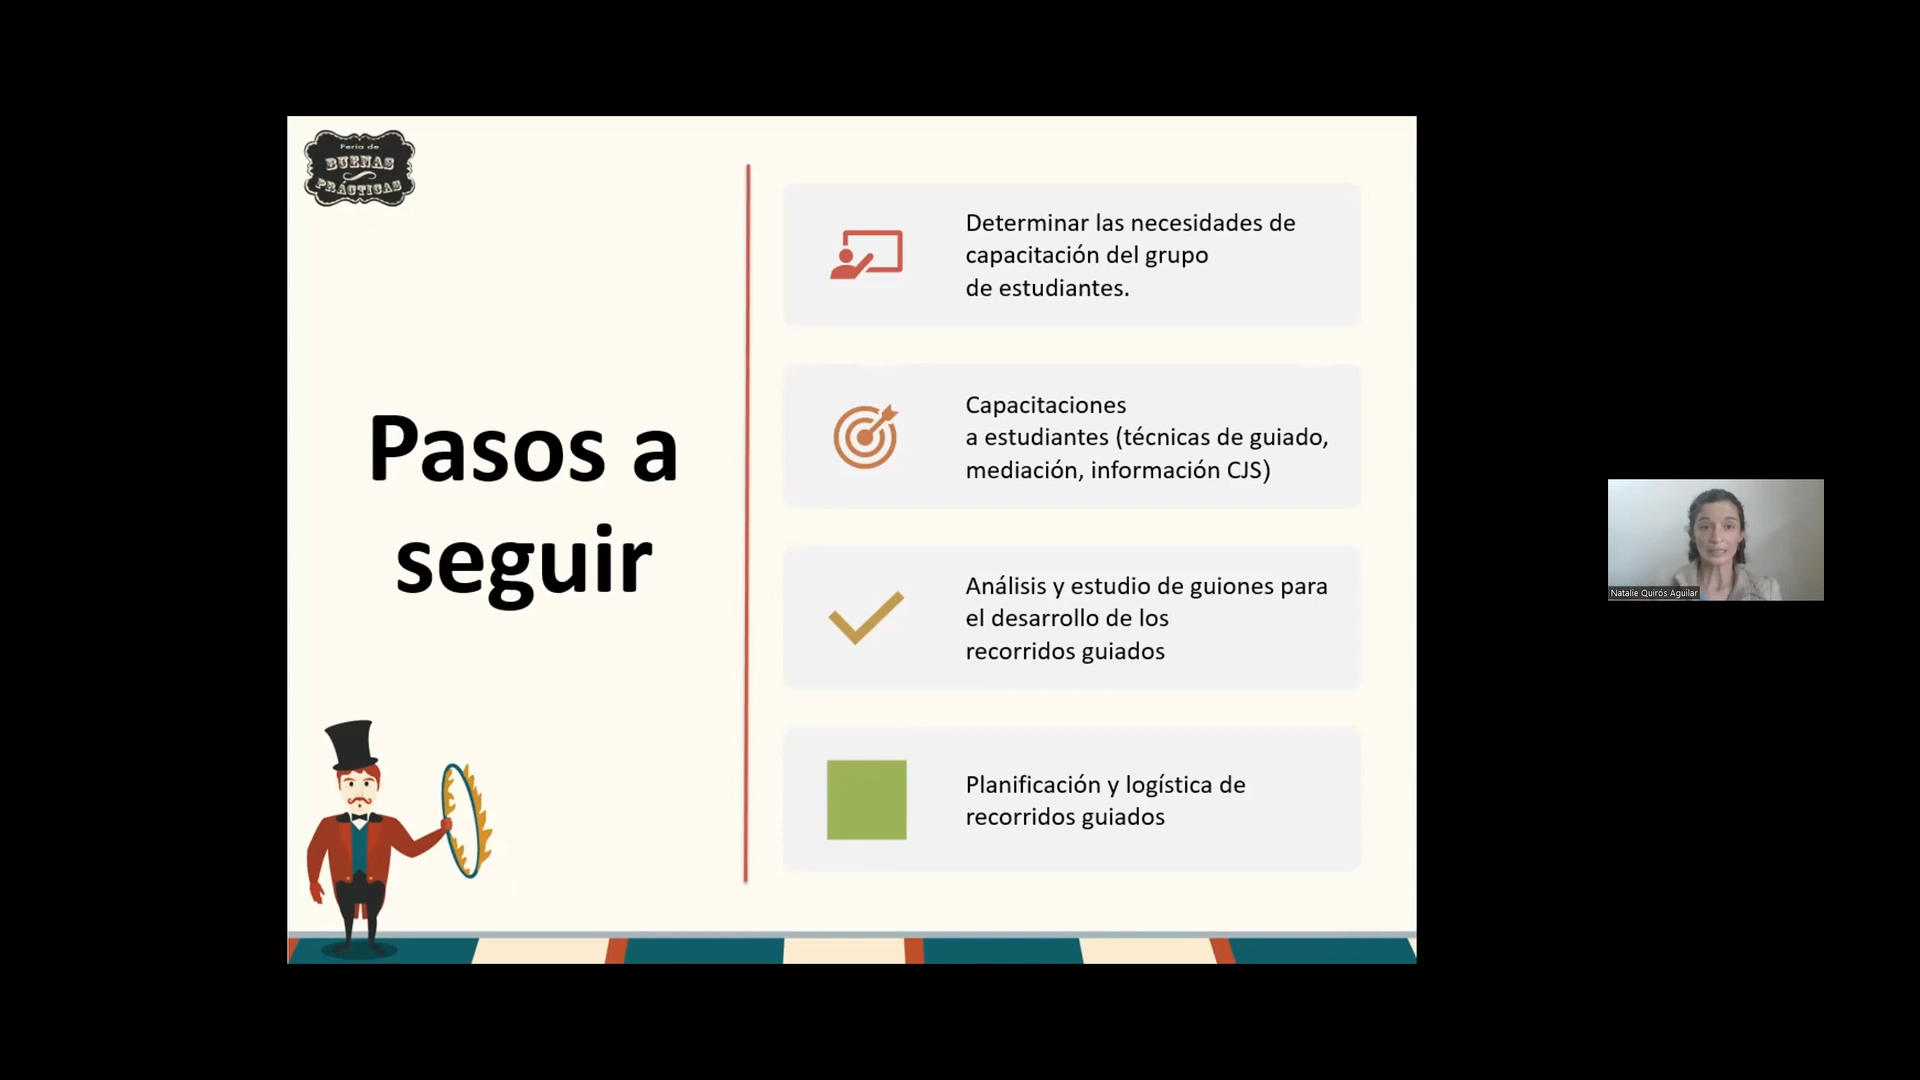 Feria de
BUENAS
PRÁCTICAS
Pasos a
seguir
Determinar las necesidades de
capacitación del grupo
de estudiantes.
Capacitaciones
a estudiantes (técnicas de guiado,
mediación, información CJS)
Análisis y estudio de guiones para
el desarrollo de los
recorridos guiados
Planificación y logística de
recorridos guiados
Natalie Quirós Aguilar